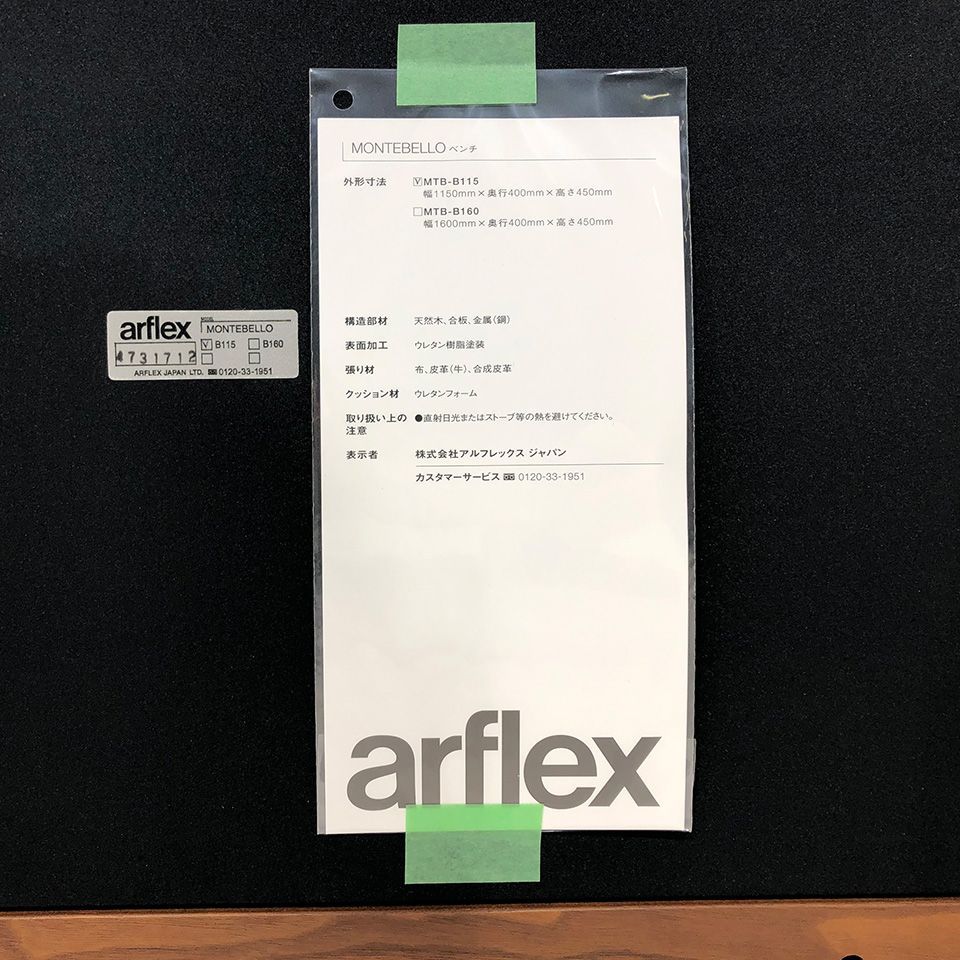 MONTEBELLO ベンチ
外形寸法 ☑MTB-B115
幅1150mm×奥行400mm×高さ450mm
☐MTB-B160
幅1600mm×奥行400mm×高さ450mm
構造部材 天然木、合板、金属(鋼)
表面加工 ウレタン樹脂塗装
張り材 布、皮革(牛)、合成皮革
クッション材 ウレタンフォーム
取り扱い上の注意 ●直射日光またはストーブ等の熱を避けてください。
表示者 株式会社アルフレックス ジャパン
カスタマーサービス 0120-33-1951
arflex
arflex
MODEL
MONTEBELLO
☑B115 ☐B160
4731712
ARFLEX JAPAN LTD. 0120-33-1951